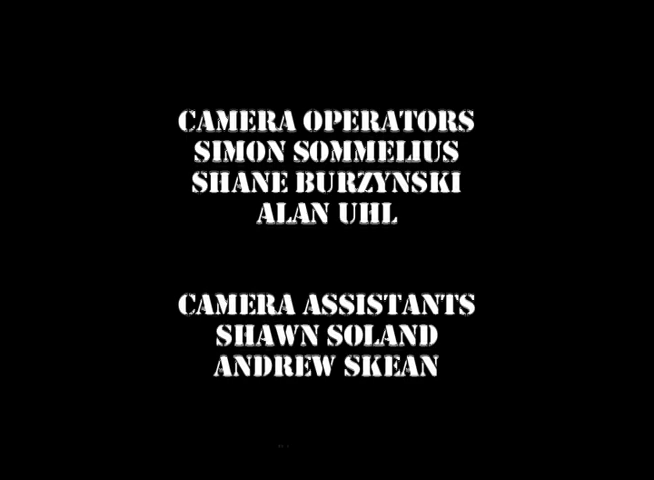 CAMERA OPERATORS
SIMON SOMMELIUS
SHANE BURZYNSKI
ALAN UHL
CAMERA ASSISTANTS
SHAWN SOLAND
ANDREW SKEAN